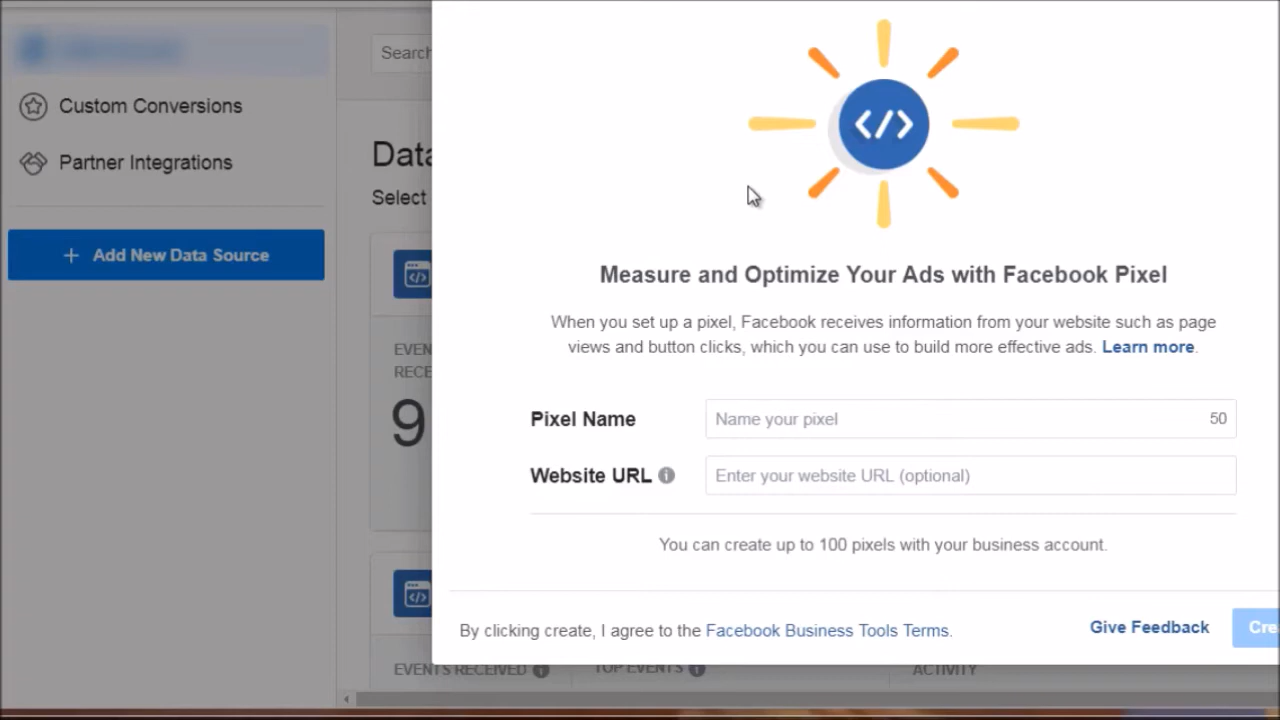 Custom Conversions
Partner Integrations
+ Add New Data Source
Search
Data
Select
EVEN
RECE
9
EVENTS RECEIVED
TOP EVENTS
ACTIVITY
</>
Measure and Optimize Your Ads with Facebook Pixel
When you set up a pixel, Facebook receives information from your website such as page
views and button clicks, which you can use to build more effective ads. Learn more.
Pixel Name
Name your pixel 50
Website URL
Enter your website URL (optional)
You can create up to 100 pixels with your business account.
By clicking create, I agree to the Facebook Business Tools Terms.
Give Feedback
Cre